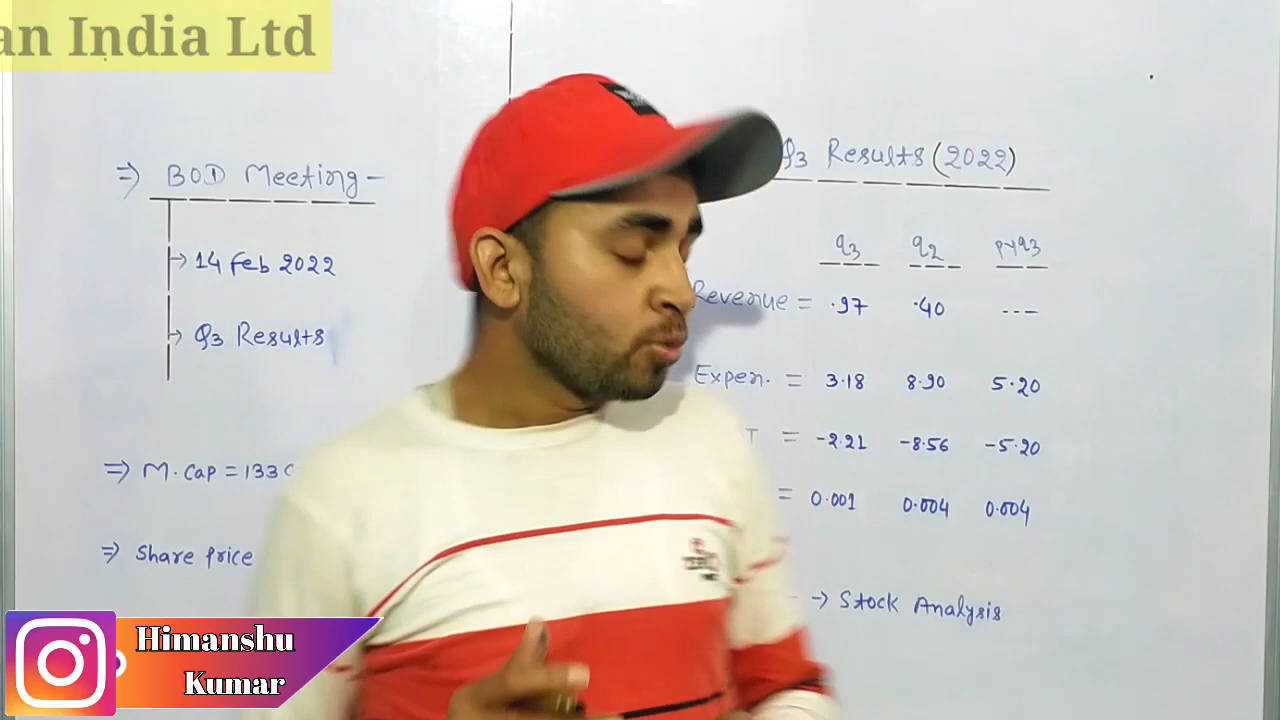 an India Ltd
⇒ BOD Meeting -
→ 14 Feb 2022
→ Q3 Results
⇒ M.Cap = 133 C
⇒ Share Price
Q3 Results (2022)
Q3 Q2 PYQ3
Revenue = .97 .40 ---
Expen. = 3.18 8.90 5.20
T = -2.21 -8.56 -5.20
= 0.001 0.004 0.004
→ Stock Analysis
Himanshu
Kumar